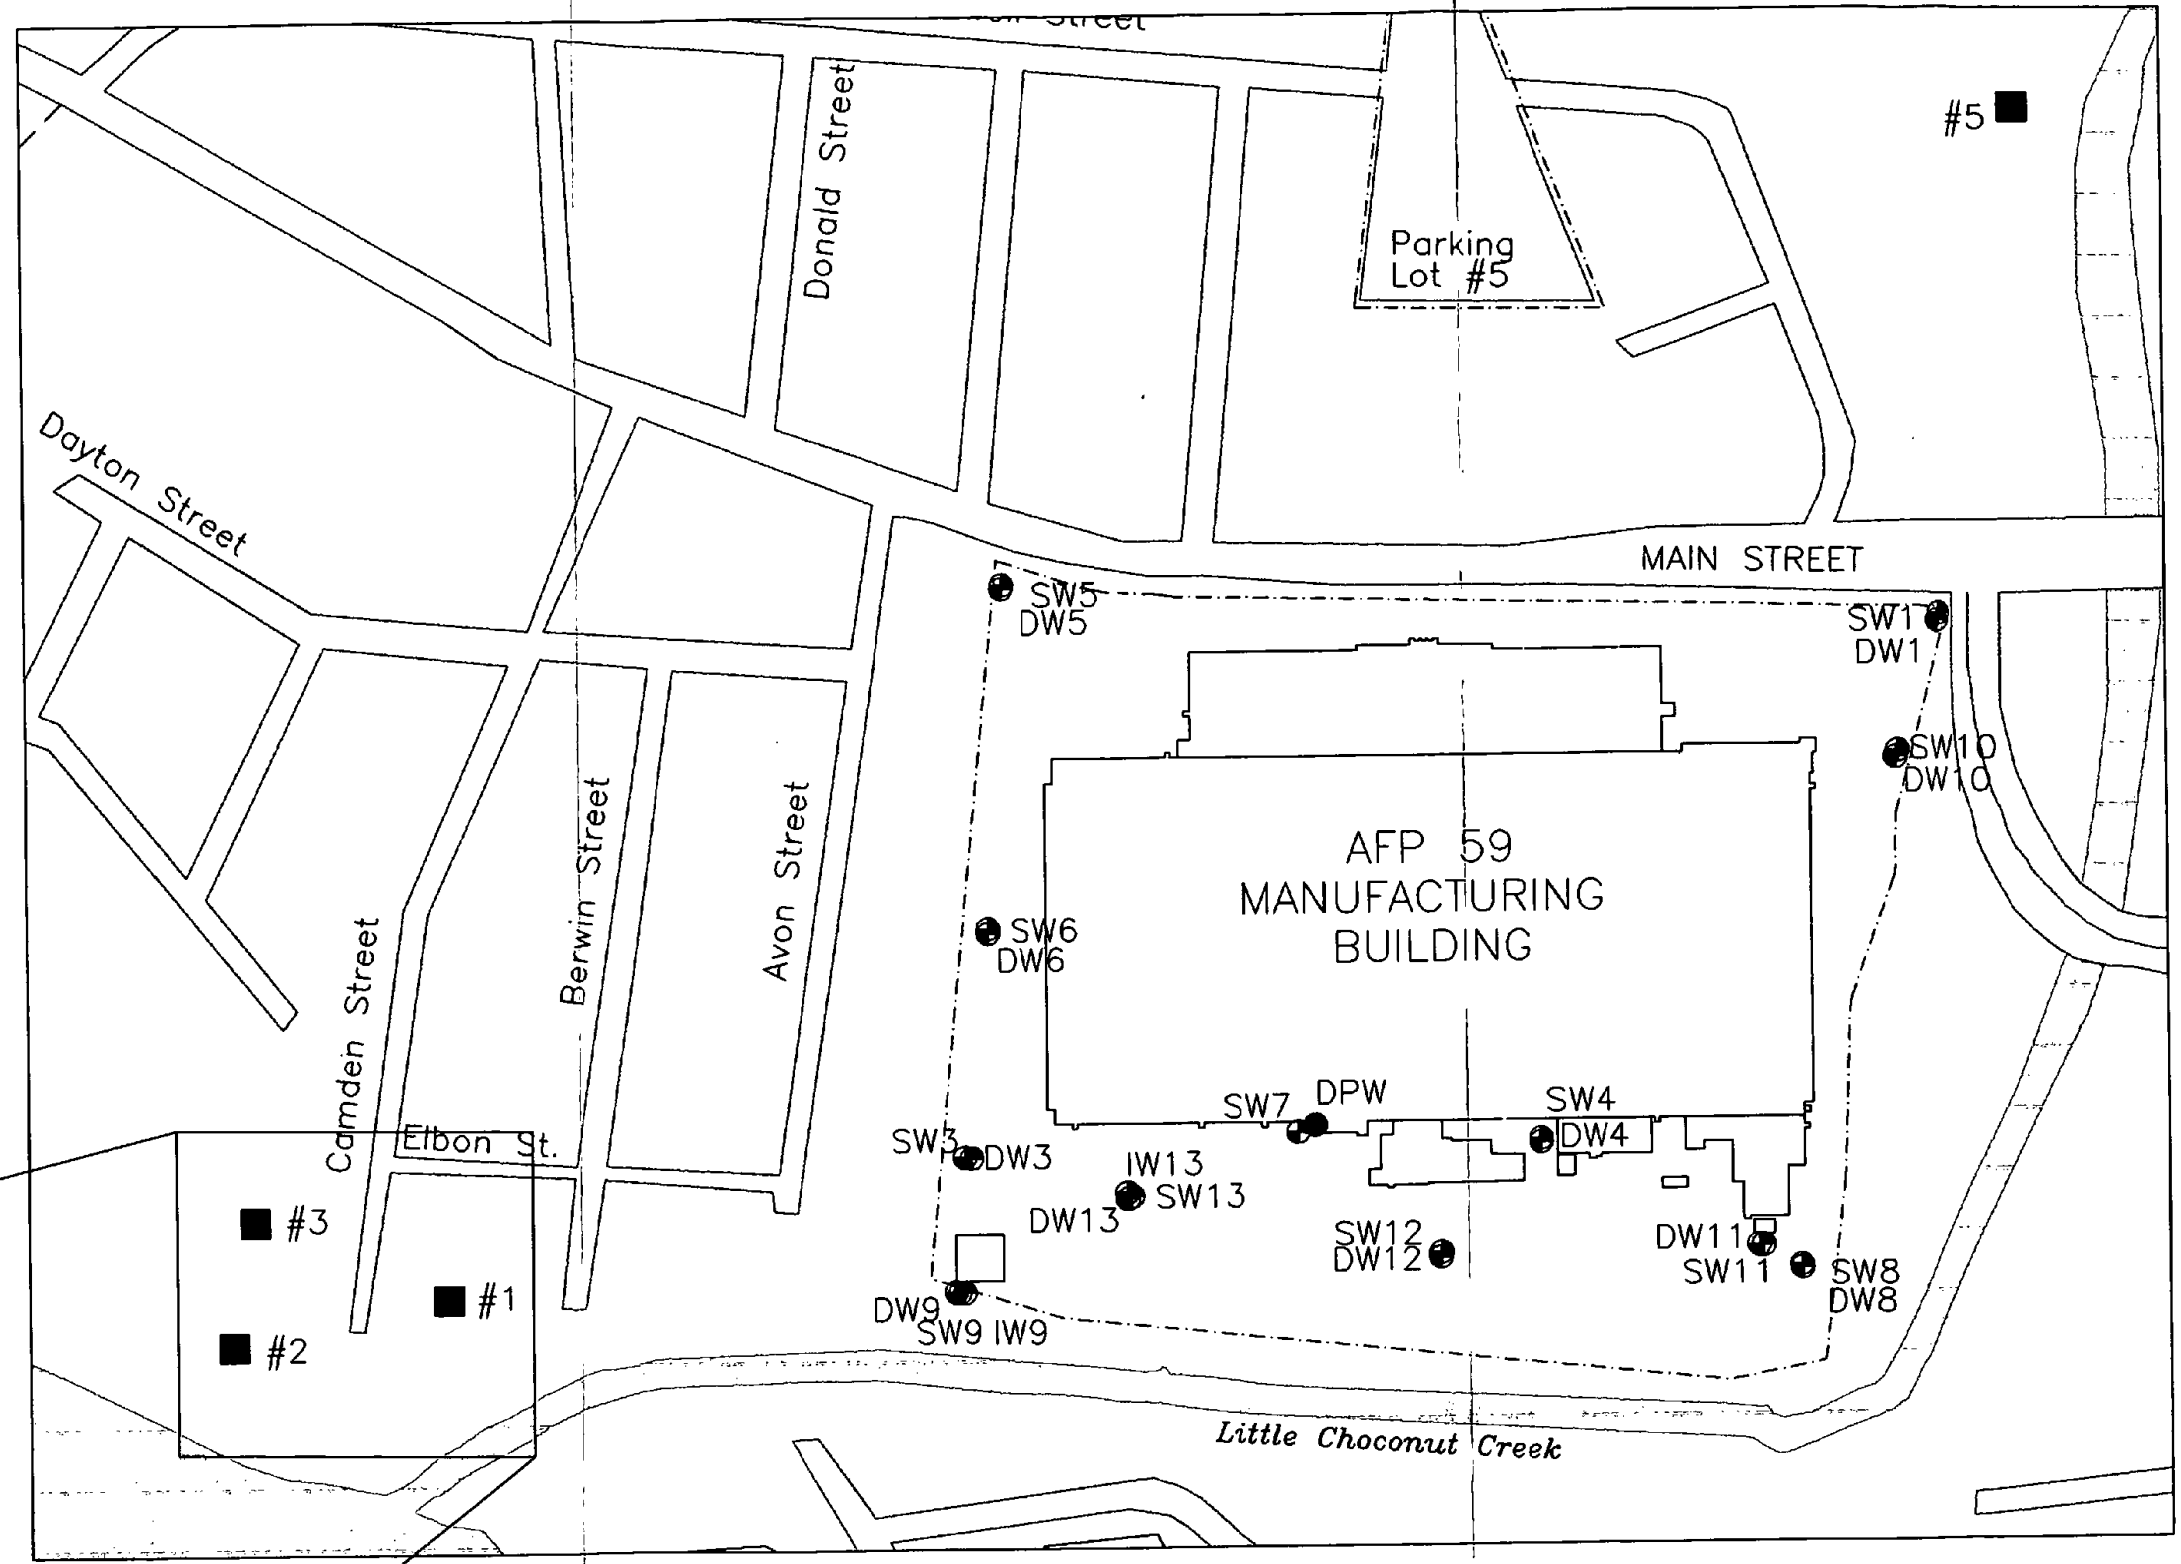 Street
#5
Donald Street
Parking
Lot #5
Dayton Street
MAIN STREET
SW5
DW5
SW1
DW1
SW10
DW10
AFP 59
MANUFACTURING
BUILDING
Berwin Street
Avon Street
SW6
DW6
Camden Street
DPW
SW7
SW4
DW4
Elbon St.
SW3
DW3
IW13
SW13
DW13
#3
SW12
DW12
DW11
SW11
SW8
DW8
#1
DW9
SW9 IW9
#2
Little Choconut Creek